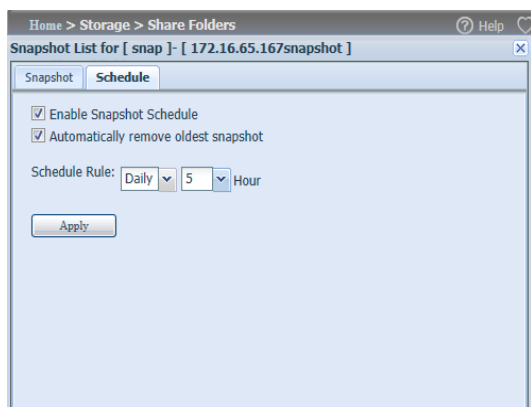 Home > Storage > Share Folders Help
Snapshot List for [ snap ]- [ 172.16.65.167snapshot ]
Snapshot Schedule
Enable Snapshot Schedule
Automatically remove oldest snapshot
Schedule Rule: Daily 5 Hour
Apply